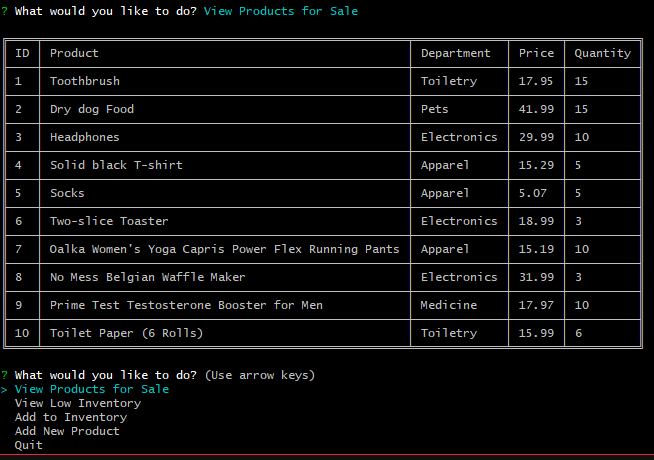 ? What would you like to do? View Products for Sale
ID Product Department Price Quantity
1 Toothbrush Toiletry 17.95 15
2 Dry dog Food Pets 41.99 15
3 Headphones Electronics 29.99 10
4 Solid black T-shirt Apparel 15.29 5
5 Socks Apparel 5.07 5
6 Two-slice Toaster Electronics 18.99 3
7 Oalka Women's Yoga Capris Power Flex Running Pants Apparel 15.19 10
8 No Mess Belgian Waffle Maker Electronics 31.99 3
9 Prime Test Testosterone Booster for Men Medicine 17.97 10
10 Toilet Paper (6 Rolls) Toiletry 15.99 6
? What would you like to do? (Use arrow keys)
> View Products for Sale
View Low Inventory
Add to Inventory
Add New Product
Quit